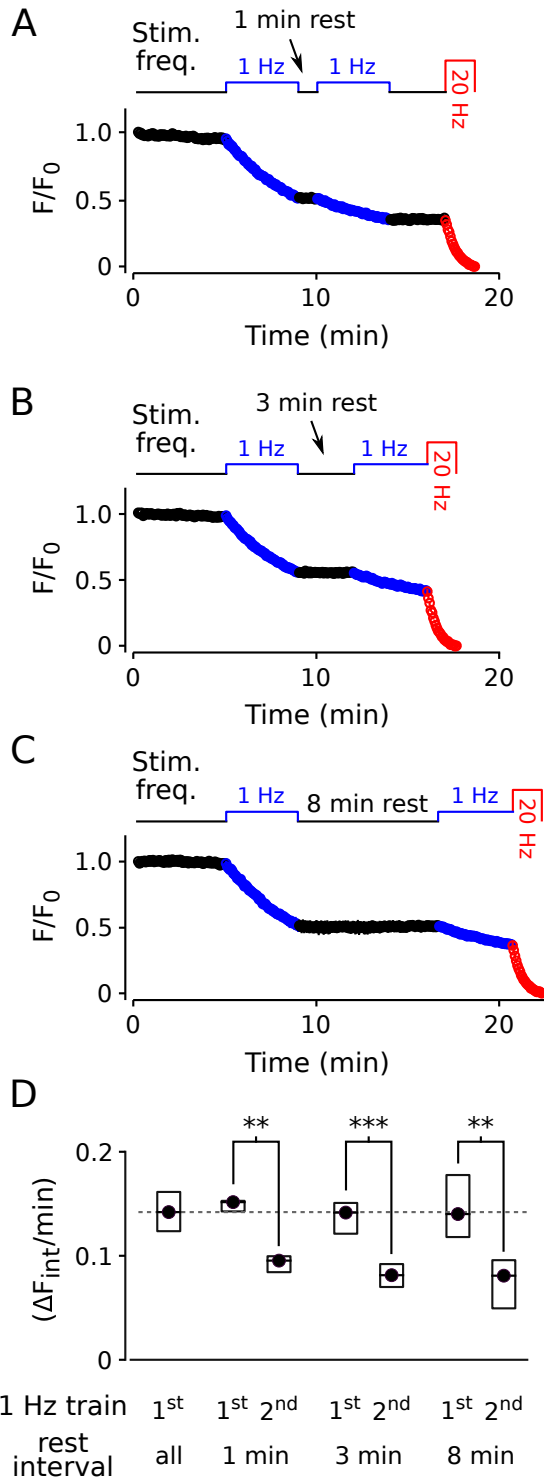 A
1 min rest
Stim.
freq.
1 Hz
1 Hz
20 Hz
F/F0
1.0
0.5
0
0
10
20
Time (min)
B
3 min rest
Stim.
freq.
1 Hz
1 Hz
20 Hz
F/F0
1.0
0.5
0
0
10
20
Time (min)
C
Stim.
freq.
1 Hz
8 min rest
1 Hz
20 Hz
F/F0
1.0
0.5
0
0
10
20
Time (min)
D
** *** **
0.2
0.1
0
(ΔFint/min)
1 Hz train 1st 1st 2nd 1st 2nd 1st 2nd
rest
interval all 1 min 3 min 8 min